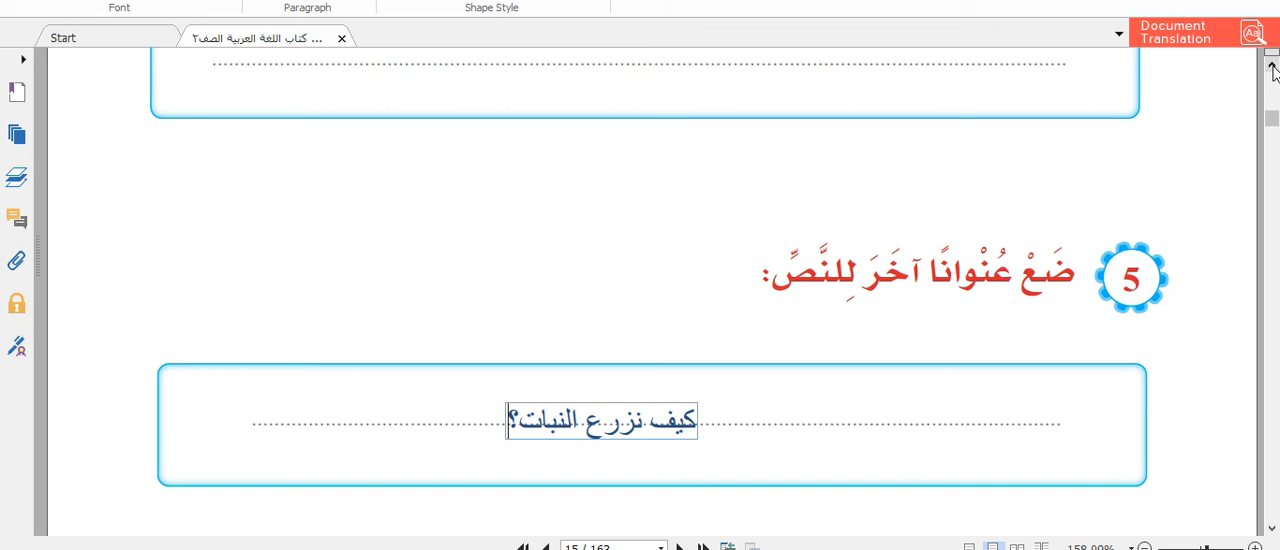 Font Paragraph Shape Style
Start
كتاب اللغة العربية الصف٢ ...
Document
Translation
5 ضَعْ عُنْوانًا آخَرَ لِلنَّصِّ:
كيف نزرع النبات؟
15 / 163
158.00%